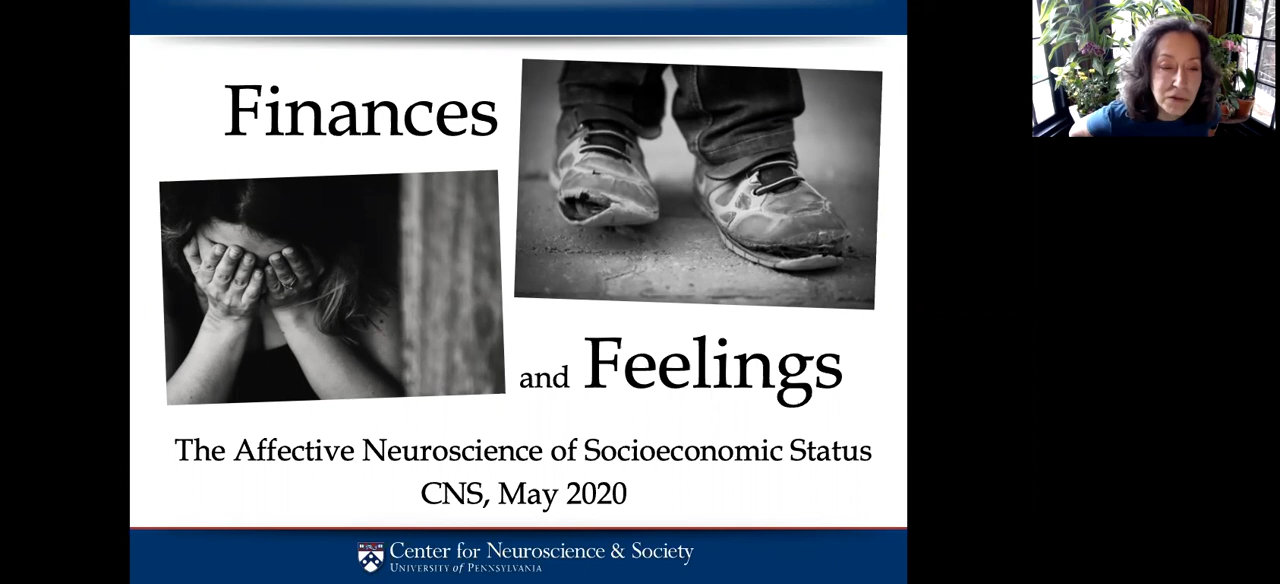 Finances
and Feelings
The Affective Neuroscience of Socioeconomic Status
CNS, May 2020
Center for Neuroscience & Society
UNIVERSITY of PENNSYLVANIA